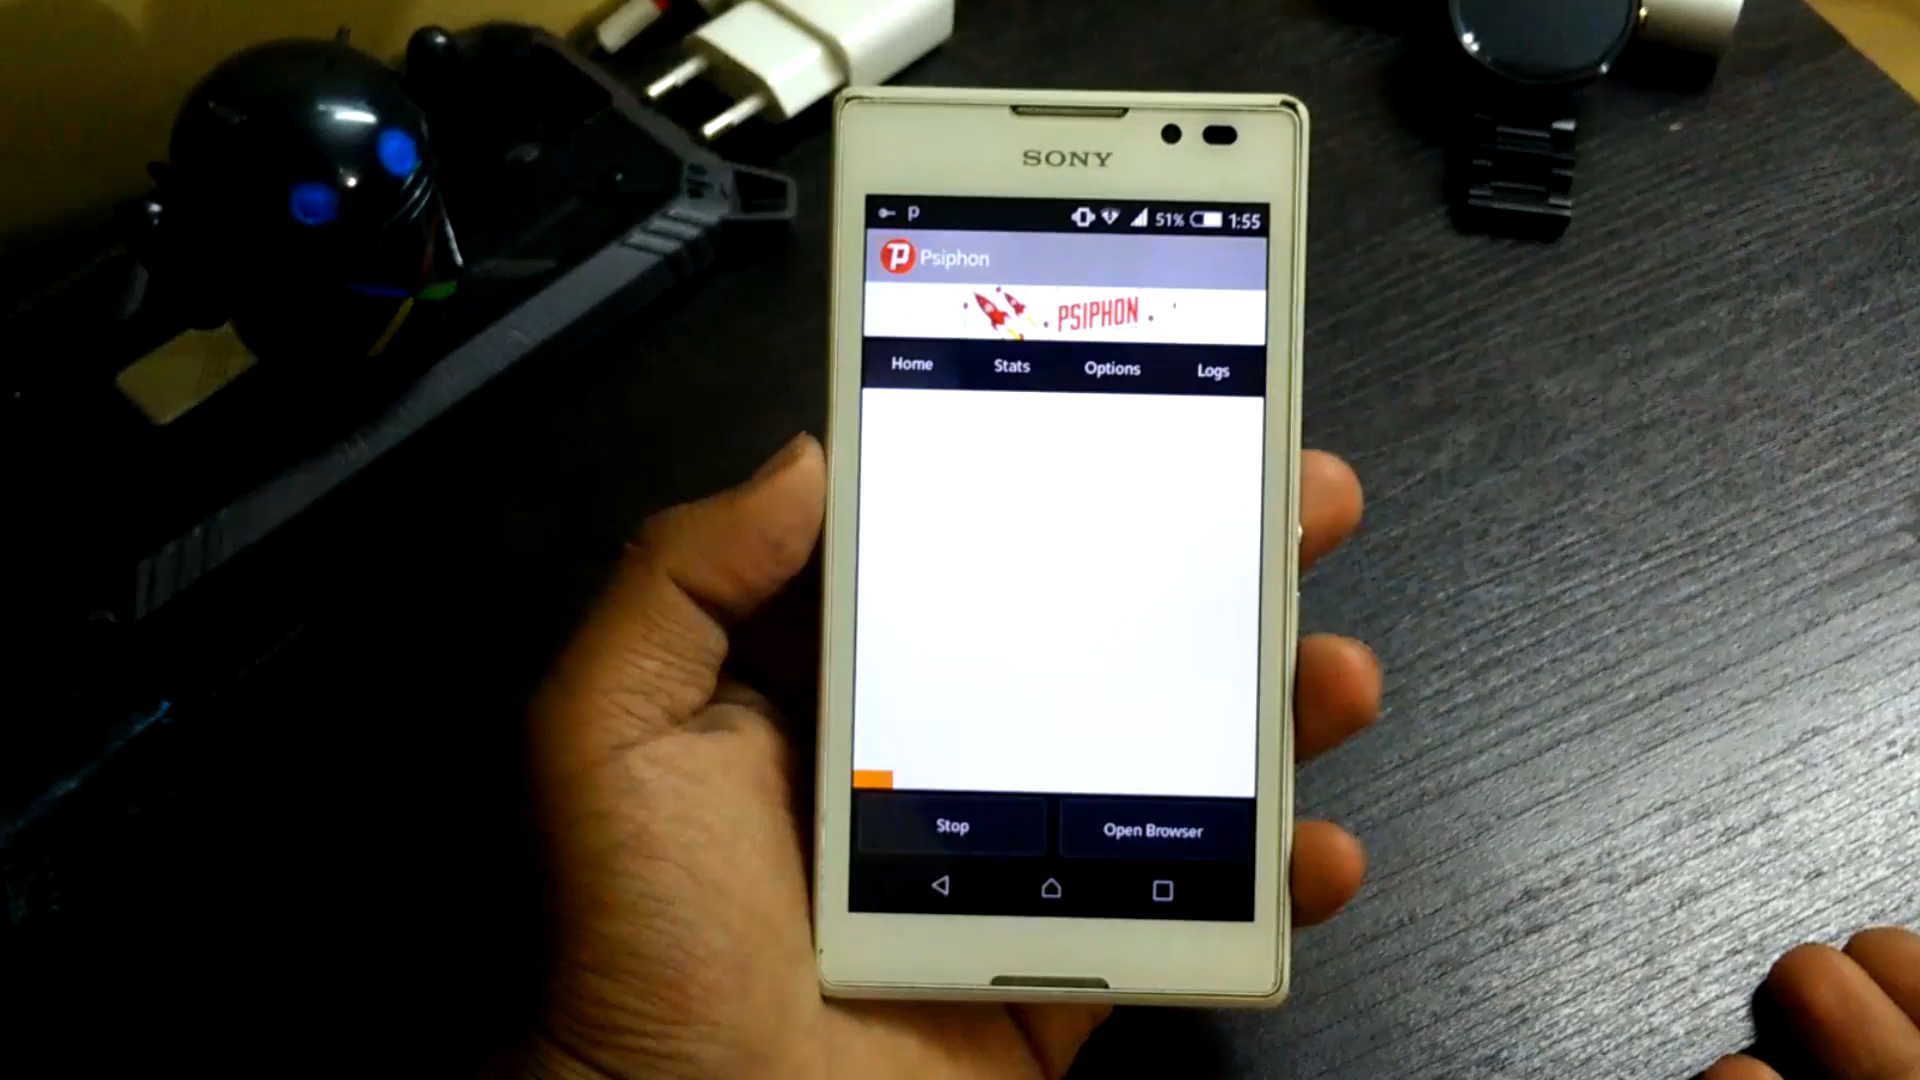 SONY
P 51% 1:55
Psiphon
PSIPHON
Home Stats Options Logs
Stop Open Browser